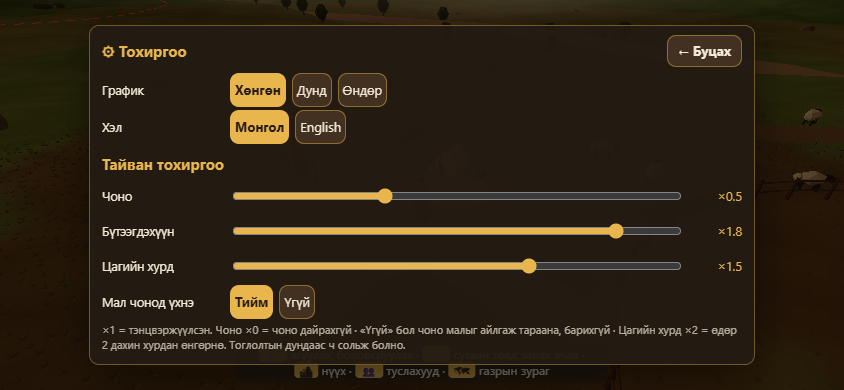 ⚙ Тохиргоо
← Буцах
График Хөнгөн Дунд Өндөр
Хэл Монгол English
Тайван тохиргоо
Чоно ×0.5
Бүтээгдэхүүн ×1.8
Цагийн хурд ×1.5
Мал чонод үхнэ Тийм Үгүй
×1 = тэнцвэржүүлсэн. Чоно ×0 = чоно дайрахгүй · «Үгүй» бол чоно малыг айлгаж тараана, барихгүй · Цагийн хурд ×2 = өдөр
2 дахин хурдан өнгөрнө. Тоглолтын дундаас ч сольж болно.
нүүх · туслахууд · газрын зураг